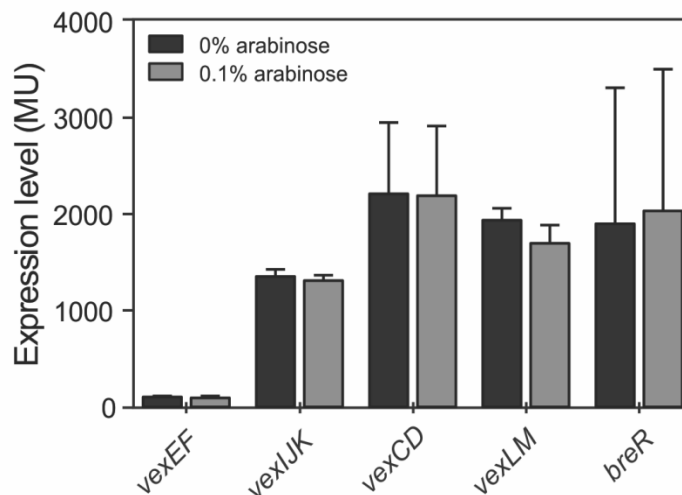 4000
0% arabinose
0.1% arabinose
3000
2000
1000
0
Expression level (MU)
vexEF
vexIJK
vexCD
vexLM
breR